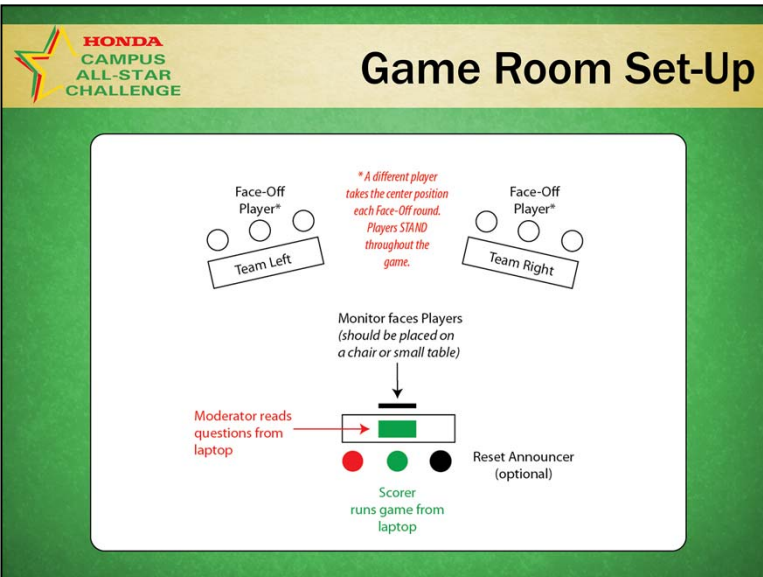 HONDA
CAMPUS
ALL-STAR
CHALLENGE
Game Room Set-Up
Face-Off
Player*
Team Left
* A different player
takes the center position
each Face-Off round.
Players STAND
throughout the
game.
Face-Off
Player*
Team Right
Monitor faces Players
(should be placed on
a chair or small table)
Moderator reads
questions from
laptop
Reset Announcer
(optional)
Scorer
runs game from
laptop